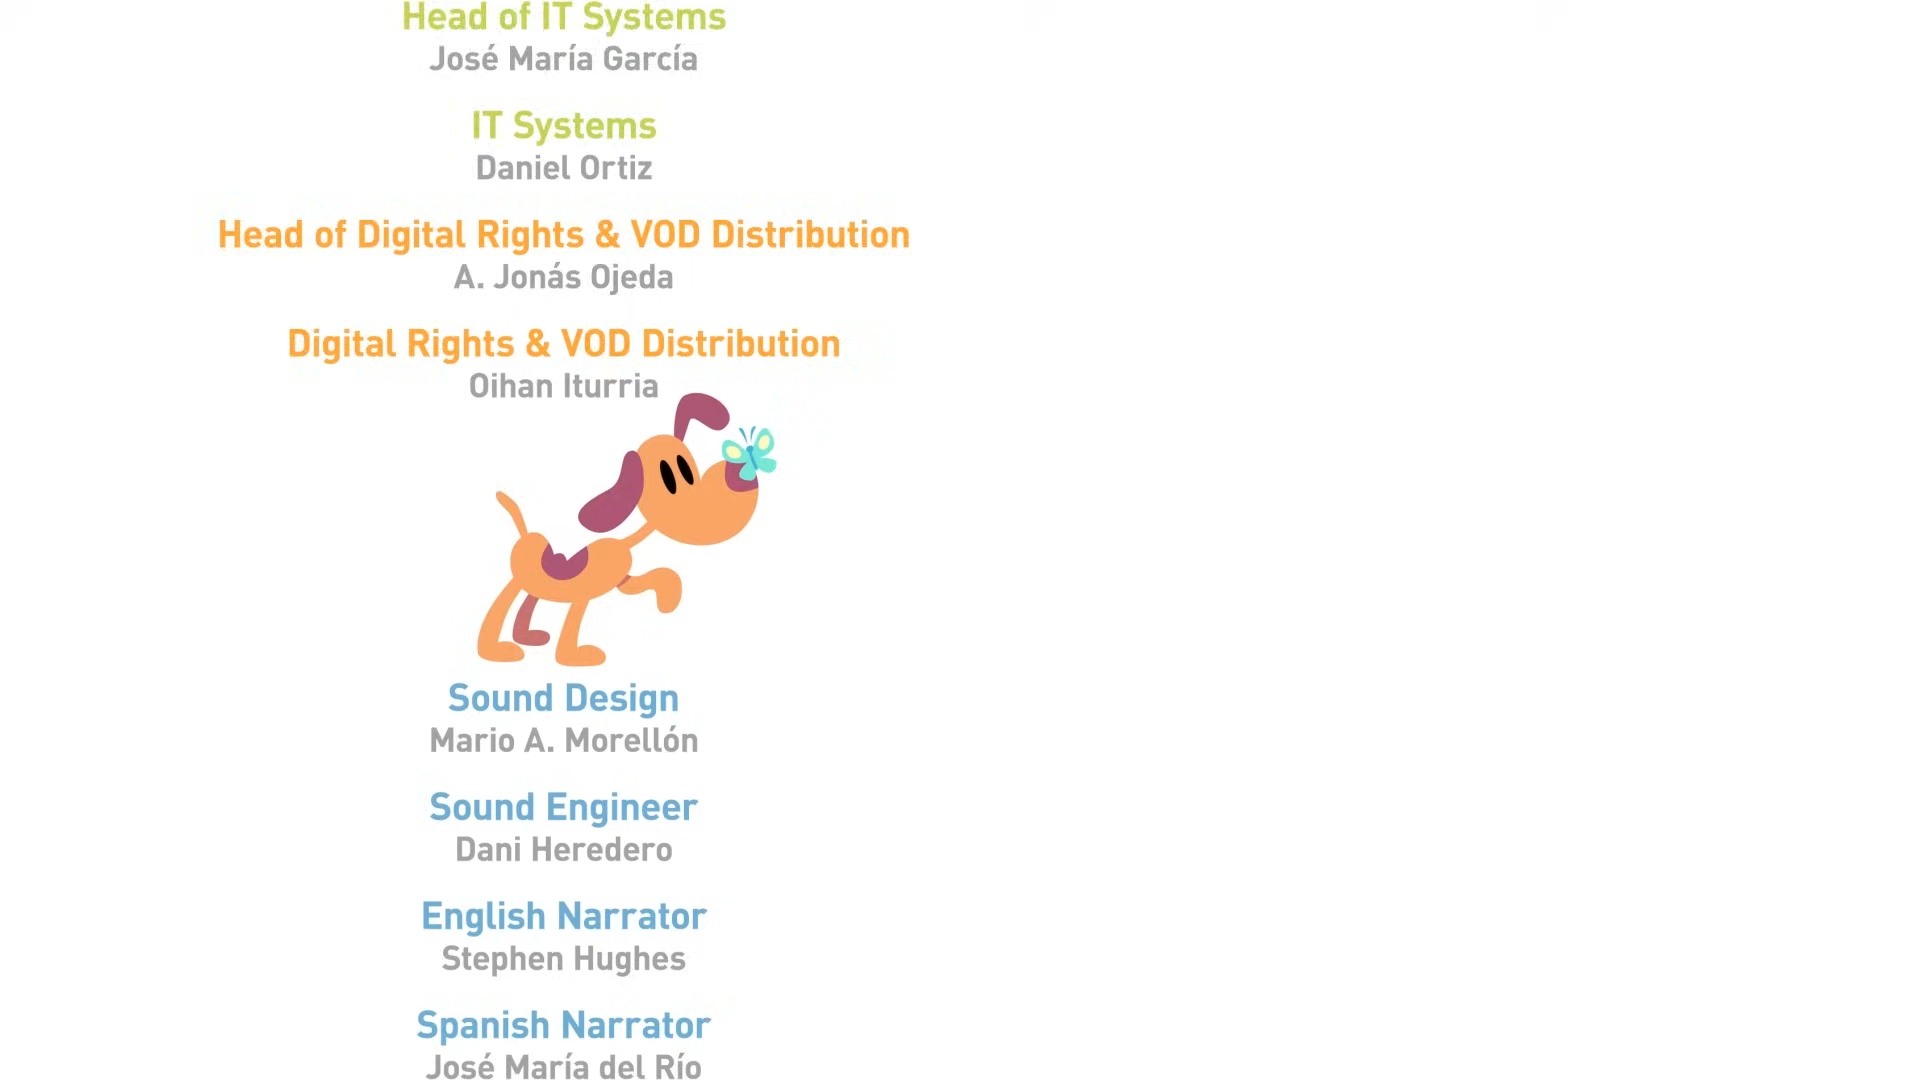 Head of IT Systems
José María García
IT Systems
Daniel Ortiz
Head of Digital Rights & VOD Distribution
A. Jonás Ojeda
Digital Rights & VOD Distribution
Oihan Iturria
Sound Design
Mario A. Morellón
Sound Engineer
Dani Heredero
English Narrator
Stephen Hughes
Spanish Narrator
José María del Río